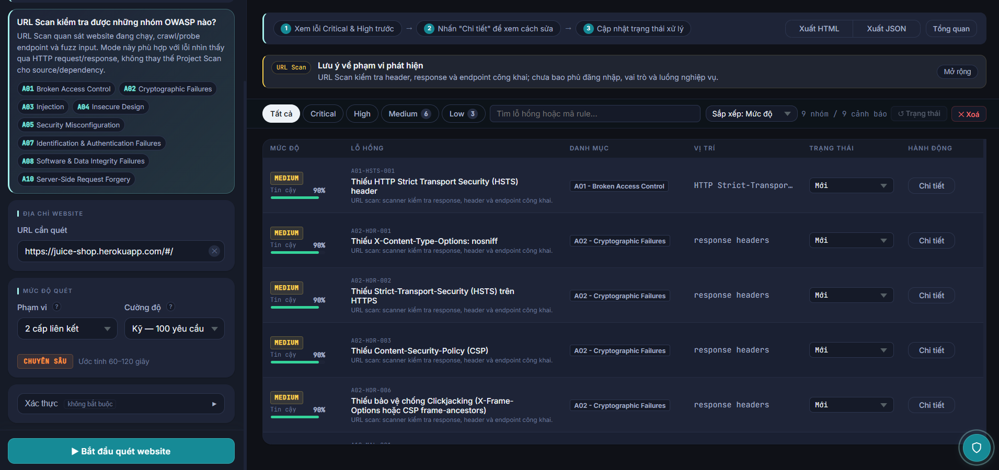 URL Scan kiểm tra được những nhóm OWASP nào?
URL Scan quan sát website đang chạy, crawl/probe
endpoint và fuzz input. Mode này phù hợp với lỗi nhìn thấy
qua HTTP request/response, không thay thế Project Scan
cho source/dependency.
A01 Broken Access Control
A02 Cryptographic Failures
A03 Injection
A04 Insecure Design
A05 Security Misconfiguration
A07 Identification & Authentication Failures
A08 Software & Data Integrity Failures
A10 Server-Side Request Forgery
ĐỊA CHỈ WEBSITE
URL cần quét
https://juice-shop.herokuapp.com/#/
MỨC ĐỘ QUÉT
Phạm vi ?
Cường độ ?
2 cấp liên kết
Kỹ — 100 yêu cầu
CHUYÊN SÂU Ước tính 60–120 giây
Xác thực không bắt buộc
Bắt đầu quét website
1 Xem lỗi Critical & High trước → 2 Nhấn "Chi tiết" để xem cách sửa → 3 Cập nhật trạng thái xử lý
Xuất HTML
Xuất JSON
Tổng quan
URL Scan
Lưu ý về phạm vi phát hiện
URL Scan kiểm tra header, response và endpoint công khai; chưa bao phủ đăng nhập, vai trò và luồng nghiệp vụ.
Mở rộng
Tất cả
Critical
High
Medium 6
Low 3
Tìm lỗ hổng hoặc mã rule...
Sắp xếp: Mức độ
9 nhóm / 9 cảnh báo
↺ Trạng thái
✕ Xoá
MỨC ĐỘ LỖ HỔNG DANH MỤC VỊ TRÍ TRẠNG THÁI HÀNH ĐỘNG
MEDIUM
Tin cậy 90%
A01-HSTS-001
Thiếu HTTP Strict Transport Security (HSTS)
header
URL scan: scanner kiểm tra response, header và endpoint công khai.
A01 - Broken Access Control
HTTP Strict-Transpor…
Mới
Chi tiết
MEDIUM
Tin cậy 90%
A02-HDR-001
Thiếu X-Content-Type-Options: nosniff
URL scan: scanner kiểm tra response, header và endpoint công khai.
A02 - Cryptographic Failures
response headers
Mới
Chi tiết
MEDIUM
Tin cậy 90%
A02-HDR-002
Thiếu Strict-Transport-Security (HSTS) trên
HTTPS
URL scan: scanner kiểm tra response, header và endpoint công khai.
A02 - Cryptographic Failures
response headers
Mới
Chi tiết
MEDIUM
Tin cậy 90%
A02-HDR-003
Thiếu Content-Security-Policy (CSP)
URL scan: scanner kiểm tra response, header và endpoint công khai.
A02 - Cryptographic Failures
response headers
Mới
Chi tiết
MEDIUM
Tin cậy 90%
A02-HDR-006
Thiếu bảo vệ chống Clickjacking (X-Frame-
Options hoặc CSP frame-ancestors)
URL scan: scanner kiểm tra response, header và endpoint công khai.
A02 - Cryptographic Failures
response headers
Mới
Chi tiết